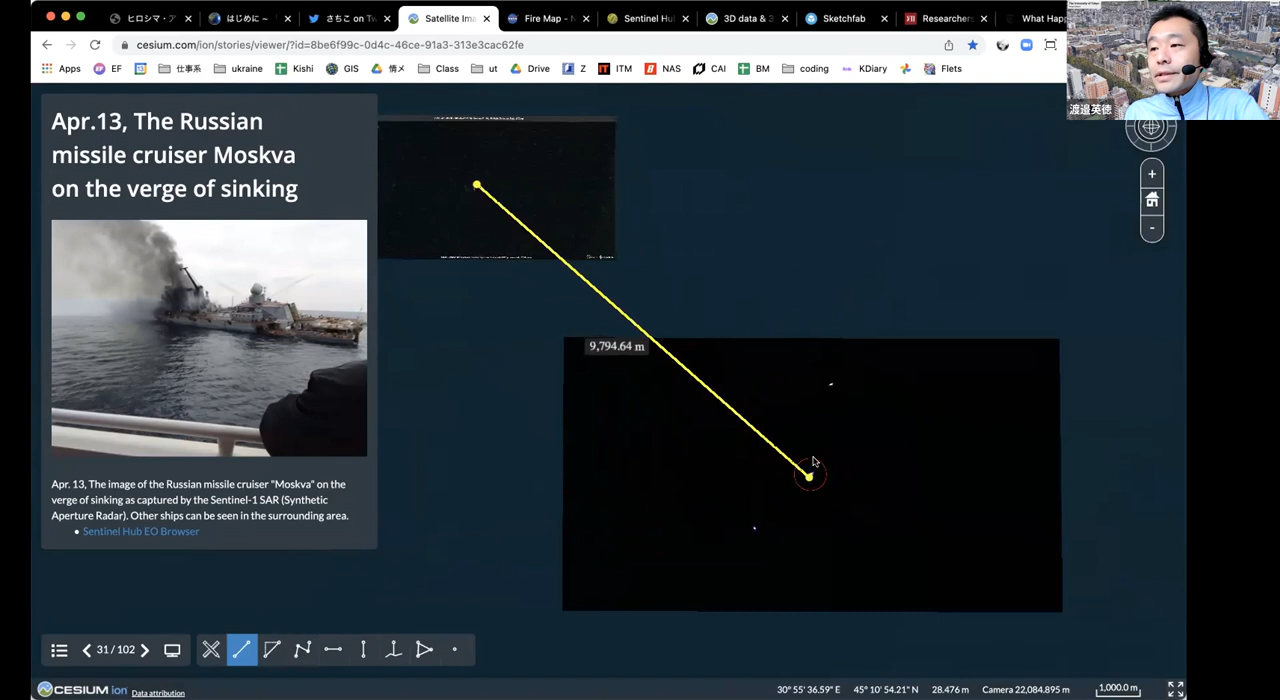 ヒロシマ・ア
はじめに ~
さちこ on Tw
Satellite Ima
Fire Map - N
Sentinel Hu
3D data & 3
Sketchfab
Researchers
What Happ
cesium.com/ion/stories/viewer/?id=8be6f99c-0d4c-46ce-91a3-313e3cac62fe
Apps
EF
仕事系
ukraine
Kishi
GIS
情メ
Class
ut
Drive
Z
ITM
NAS
CAI
BM
coding
KDiary
Flets
渡邉英徳
Apr.13, The Russian
missile cruiser Moskva
on the verge of sinking
9,794.64 m
Apr. 13, The image of the Russian missile cruiser "Moskva" on the
verge of sinking as captured by the Sentinel-1 SAR (Synthetic
Aperture Radar). Other ships can be seen in the surrounding area.
Sentinel Hub EO Browser
31 / 102
CESIUM ion
Data attribution
30° 55' 36.59" E
45° 10' 54.21" N
28.476 m
Camera 22,084.895 m
1,000.0 m